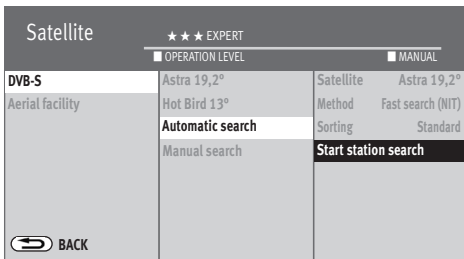 Satellite
★ ★ ★ EXPERT
OPERATION LEVEL
MANUAL
DVB-S
Aerial facility
Astra 19,2°
Hot Bird 13°
Automatic search
Manual search
Satellite Astra 19,2°
Method Fast search (NIT)
Sorting Standard
Start station search
BACK